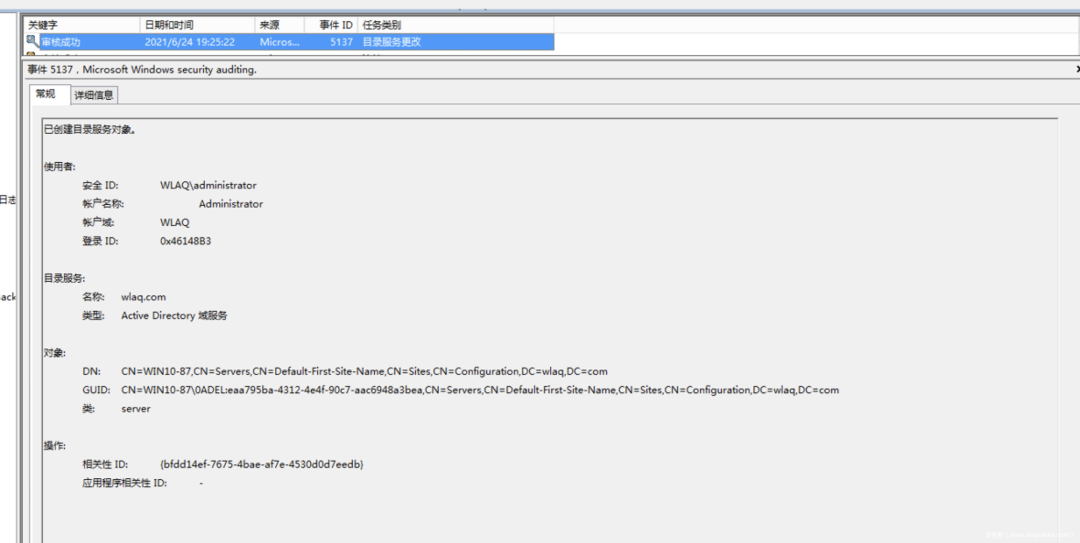 关键字 日期和时间 来源 事件 ID 任务类别
审核成功 2021/6/24 19:25:22 Micros... 5137 目录服务更改
事件 5137，Microsoft Windows security auditing.
常规 详细信息
已创建目录服务对象。
使用者:
安全 ID: WLAQ\administrator
日志
帐户名称: Administrator
帐户域: WLAQ
登录 ID: 0x46148B3
目录服务:
ack 名称: wlaq.com
类型: Active Directory 域服务
对象:
DN: CN=WIN10-87,CN=Servers,CN=Default-First-Site-Name,CN=Sites,CN=Configuration,DC=wlaq,DC=com
GUID: CN=WIN10-87\0ADEL:eaa795ba-4312-4e4f-90c7-aac6948a3bea,CN=Servers,CN=Default-First-Site-Name,CN=Sites,CN=Configuration,DC=wlaq,DC=com
类: server
操作:
相关性 ID: {bfdd14ef-7675-4bae-af7e-4530d0d7eedb}
应用程序相关性 ID: -